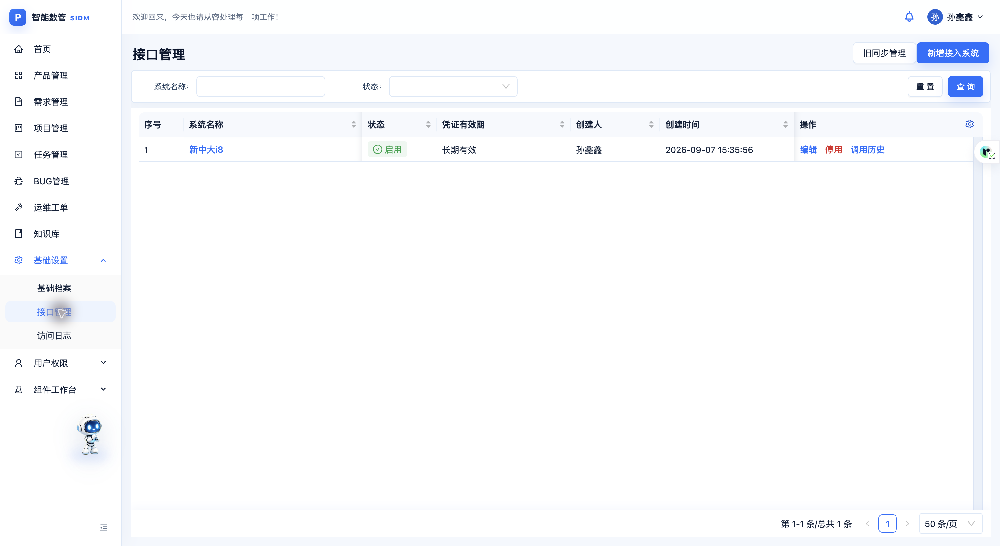 P 智能数管 SIDM
欢迎回来，今天也请从容处理每一项工作！
孙 孙鑫鑫
首页
产品管理
需求管理
项目管理
任务管理
BUG管理
运维工单
知识库
基础设置
基础档案
接口管理
访问日志
用户权限
组件工作台
接口管理
旧同步管理 新增接入系统
系统名称： 状态： 重 置 查 询
序号 系统名称 状态 凭证有效期 创建人 创建时间 操作
1 新中大i8 启用 长期有效 孙鑫鑫 2026-09-07 15:35:56 编辑 停用 调用历史
第 1-1 条/总共 1 条 1 50 条/页